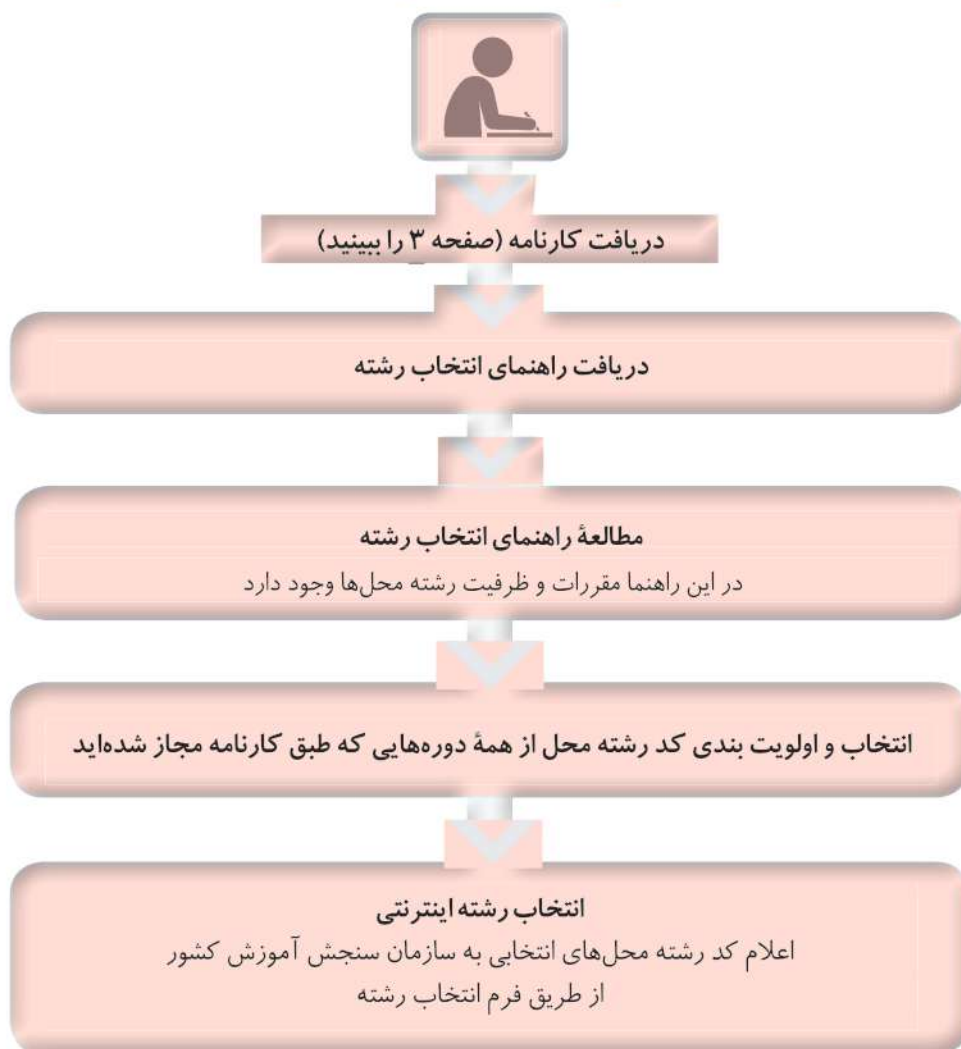 دریافت کارنامه (صفحه ۳ را ببینید)
دریافت راهنمای انتخاب رشته
مطالعهٔ راهنمای انتخاب رشته
در این راهنما مقررات و ظرفیت رشته محل‌ها وجود دارد
انتخاب و اولویت بندی کد رشته محل از همهٔ دوره‌هایی که طبق کارنامه مجاز شده‌اید
انتخاب رشته اینترنتی
اعلام کد رشته محل‌های انتخابی به سازمان سنجش آموزش کشور
از طریق فرم انتخاب رشته